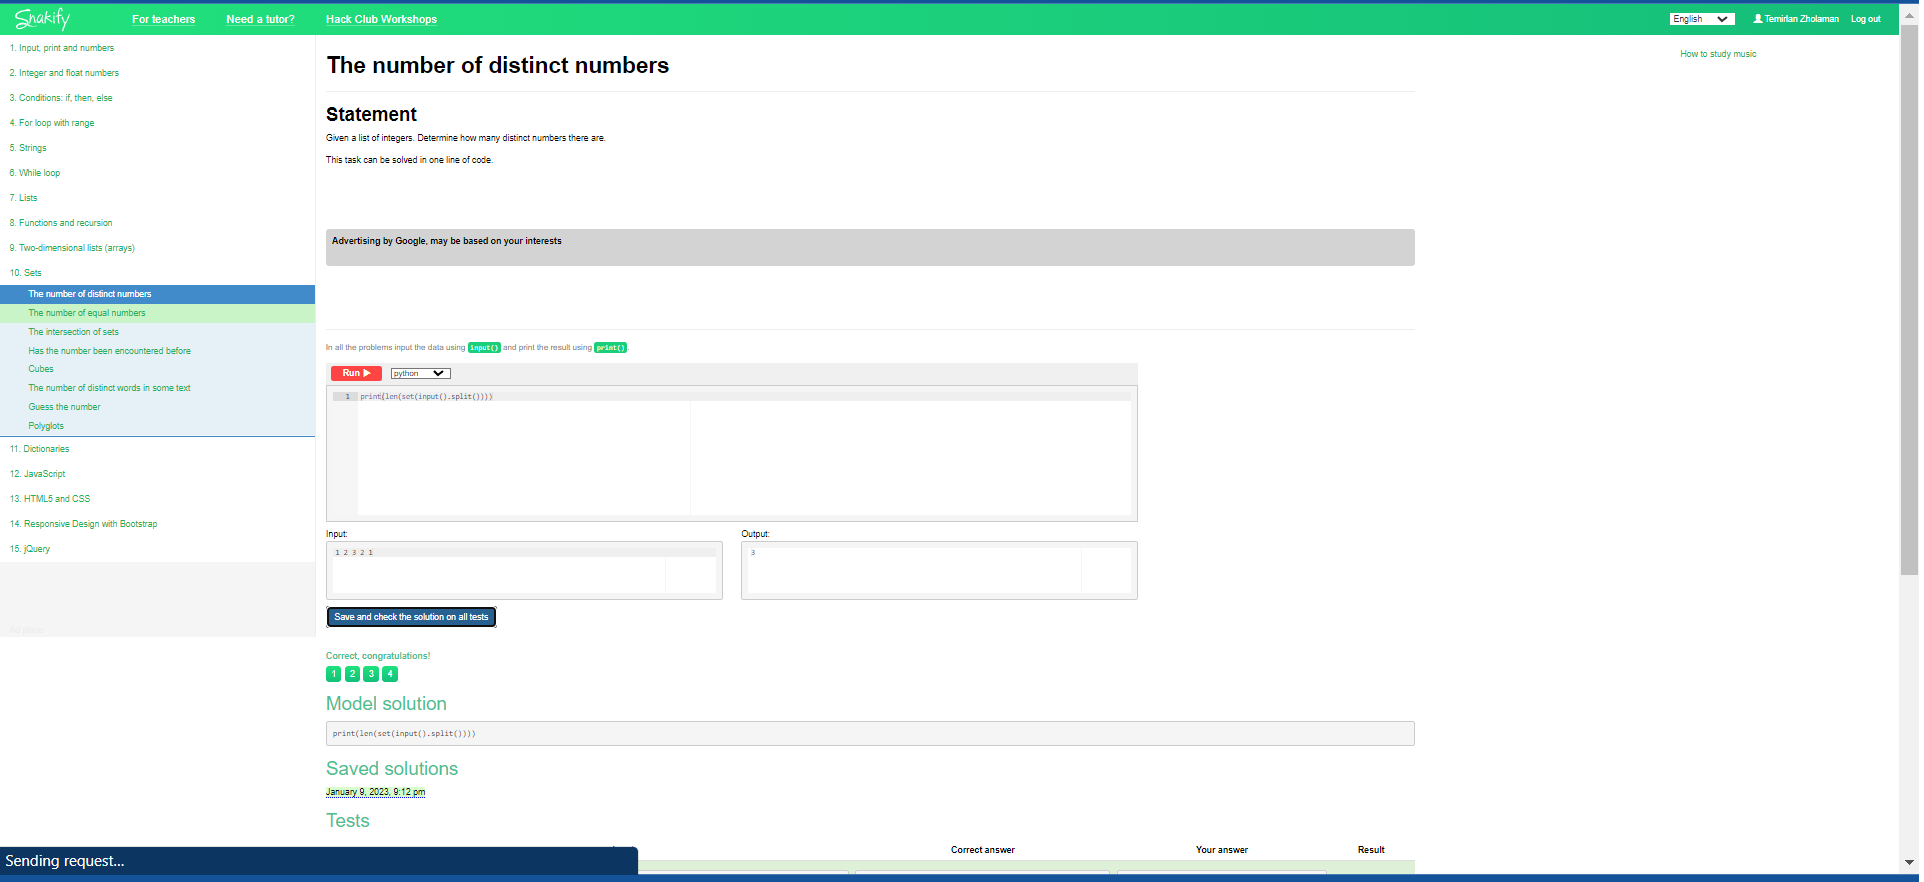 Snakify For teachers Need a tutor? Hack Club Workshops English Temirlan Zholaman Log out
1. Input, print and numbers
2. Integer and float numbers
3. Conditions: if, then, else
4. For loop with range
5. Strings
6. While loop
7. Lists
8. Functions and recursion
9. Two-dimensional lists (arrays)
10. Sets
The number of distinct numbers
The number of equal numbers
The intersection of sets
Has the number been encountered before
Cubes
The number of distinct words in some text
Guess the number
Polyglots
11. Dictionaries
12. JavaScript
13. HTML5 and CSS
14. Responsive Design with Bootstrap
15. jQuery
The number of distinct numbers
Statement
Given a list of integers. Determine how many distinct numbers there are.
This task can be solved in one line of code.
Advertising by Google, may be based on your interests
In all the problems input the data using input() and print the result using print()
Run python
1 print(len(set(input().split())))
Input:
1 2 3 2 1
Output:
3
Save and check the solution on all tests
Correct, congratulations!
1 2 3 4
Model solution
print(len(set(input().split())))
Saved solutions
January 9, 2023, 9:12 pm
Tests
Correct answer Your answer Result
How to study music
Sending request...